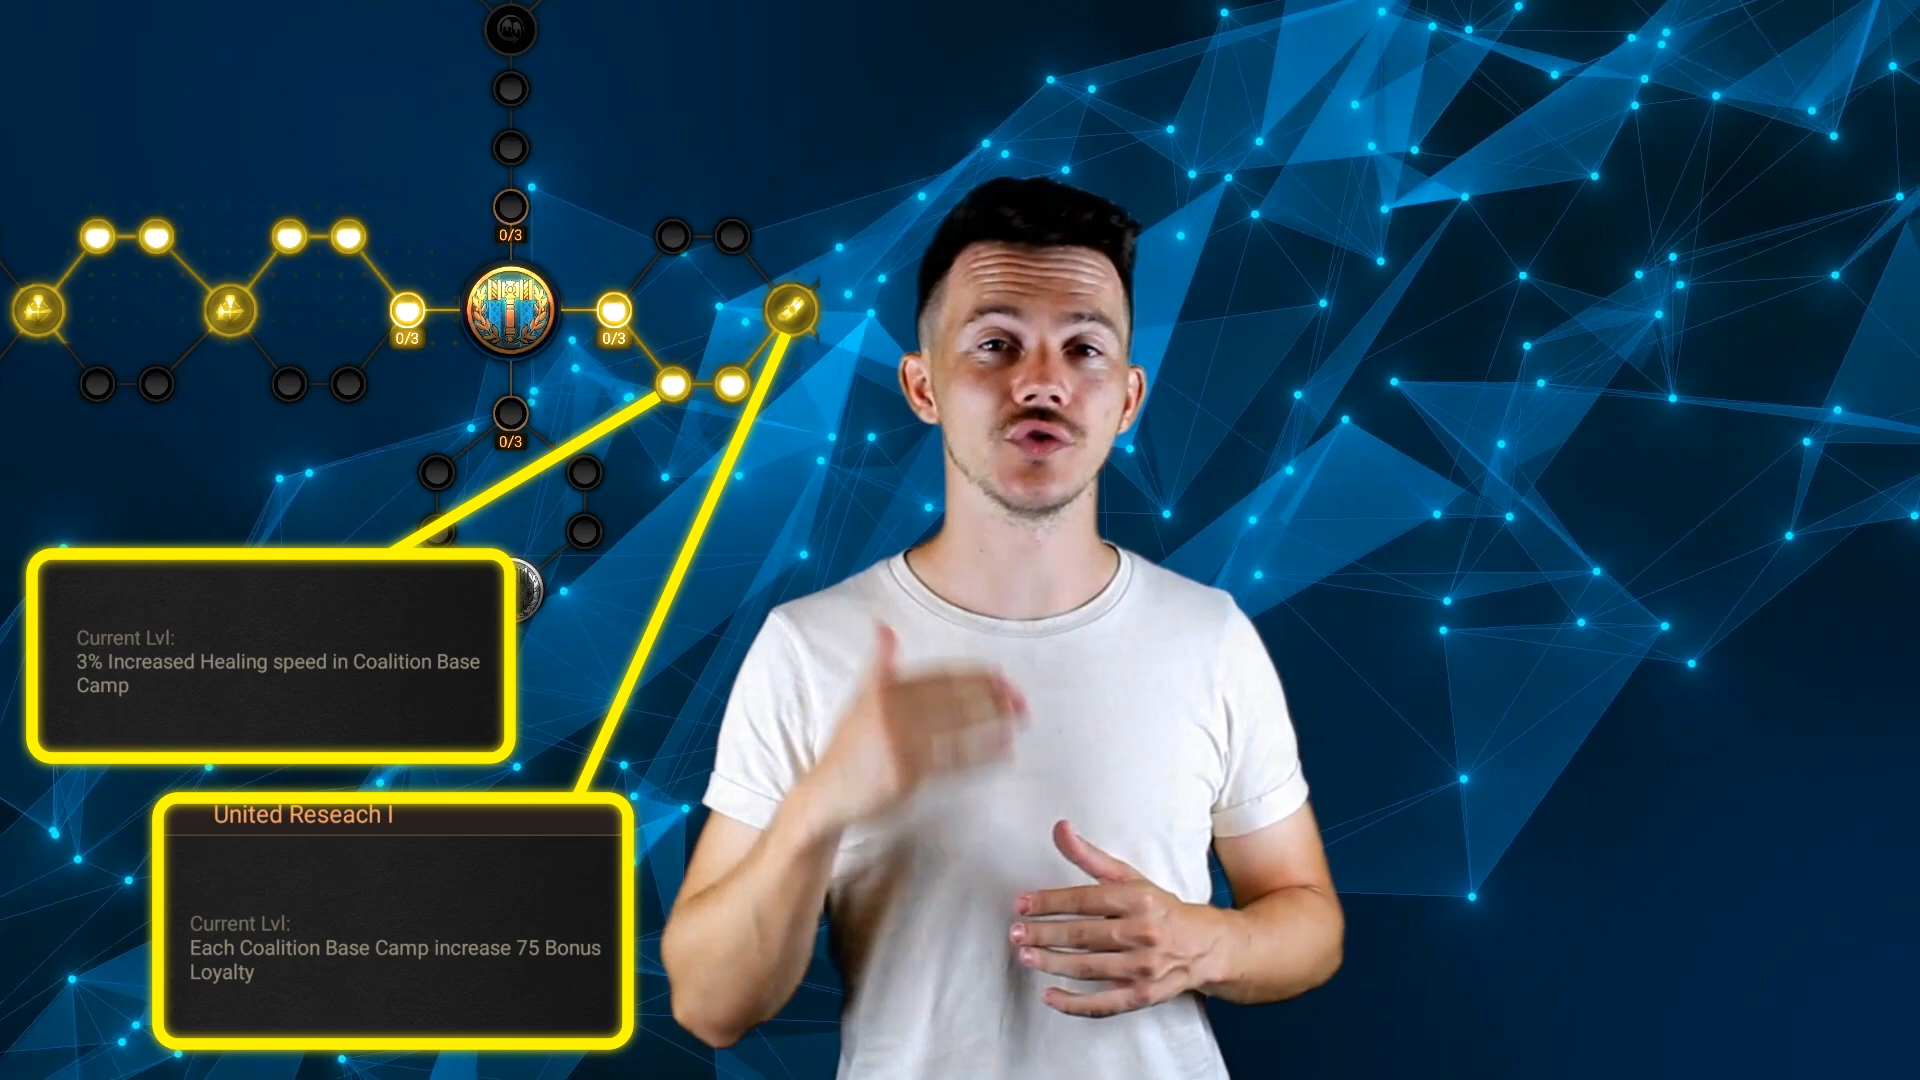 0/3
0/3
0/3
0/3
Current Lvl:
3% Increased Healing speed in Coalition Base
Camp
United Reseach I
Current Lvl:
Each Coalition Base Camp increase 75 Bonus
Loyalty